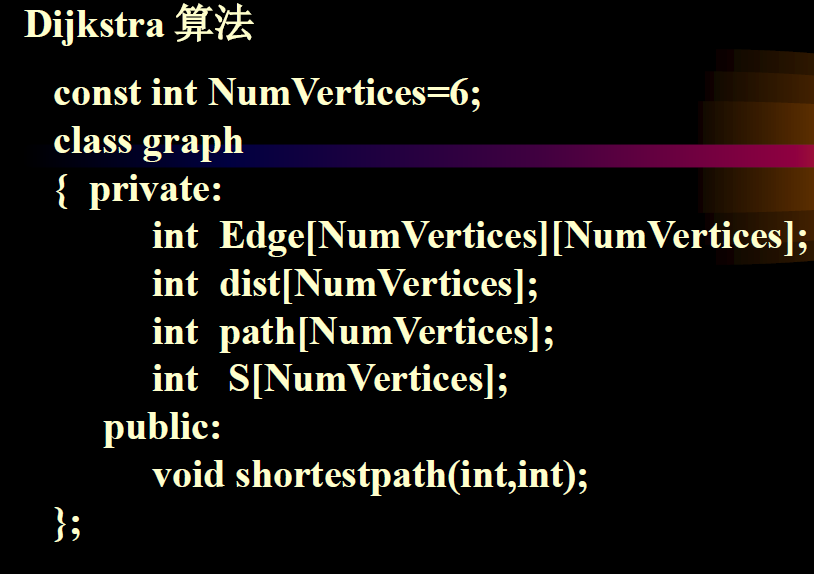 Dijkstra 算法
const int NumVertices=6;
class graph
{ private:
int Edge[NumVertices][NumVertices];
int dist[NumVertices];
int path[NumVertices];
int S[NumVertices];
public:
void shortestpath(int,int);
};